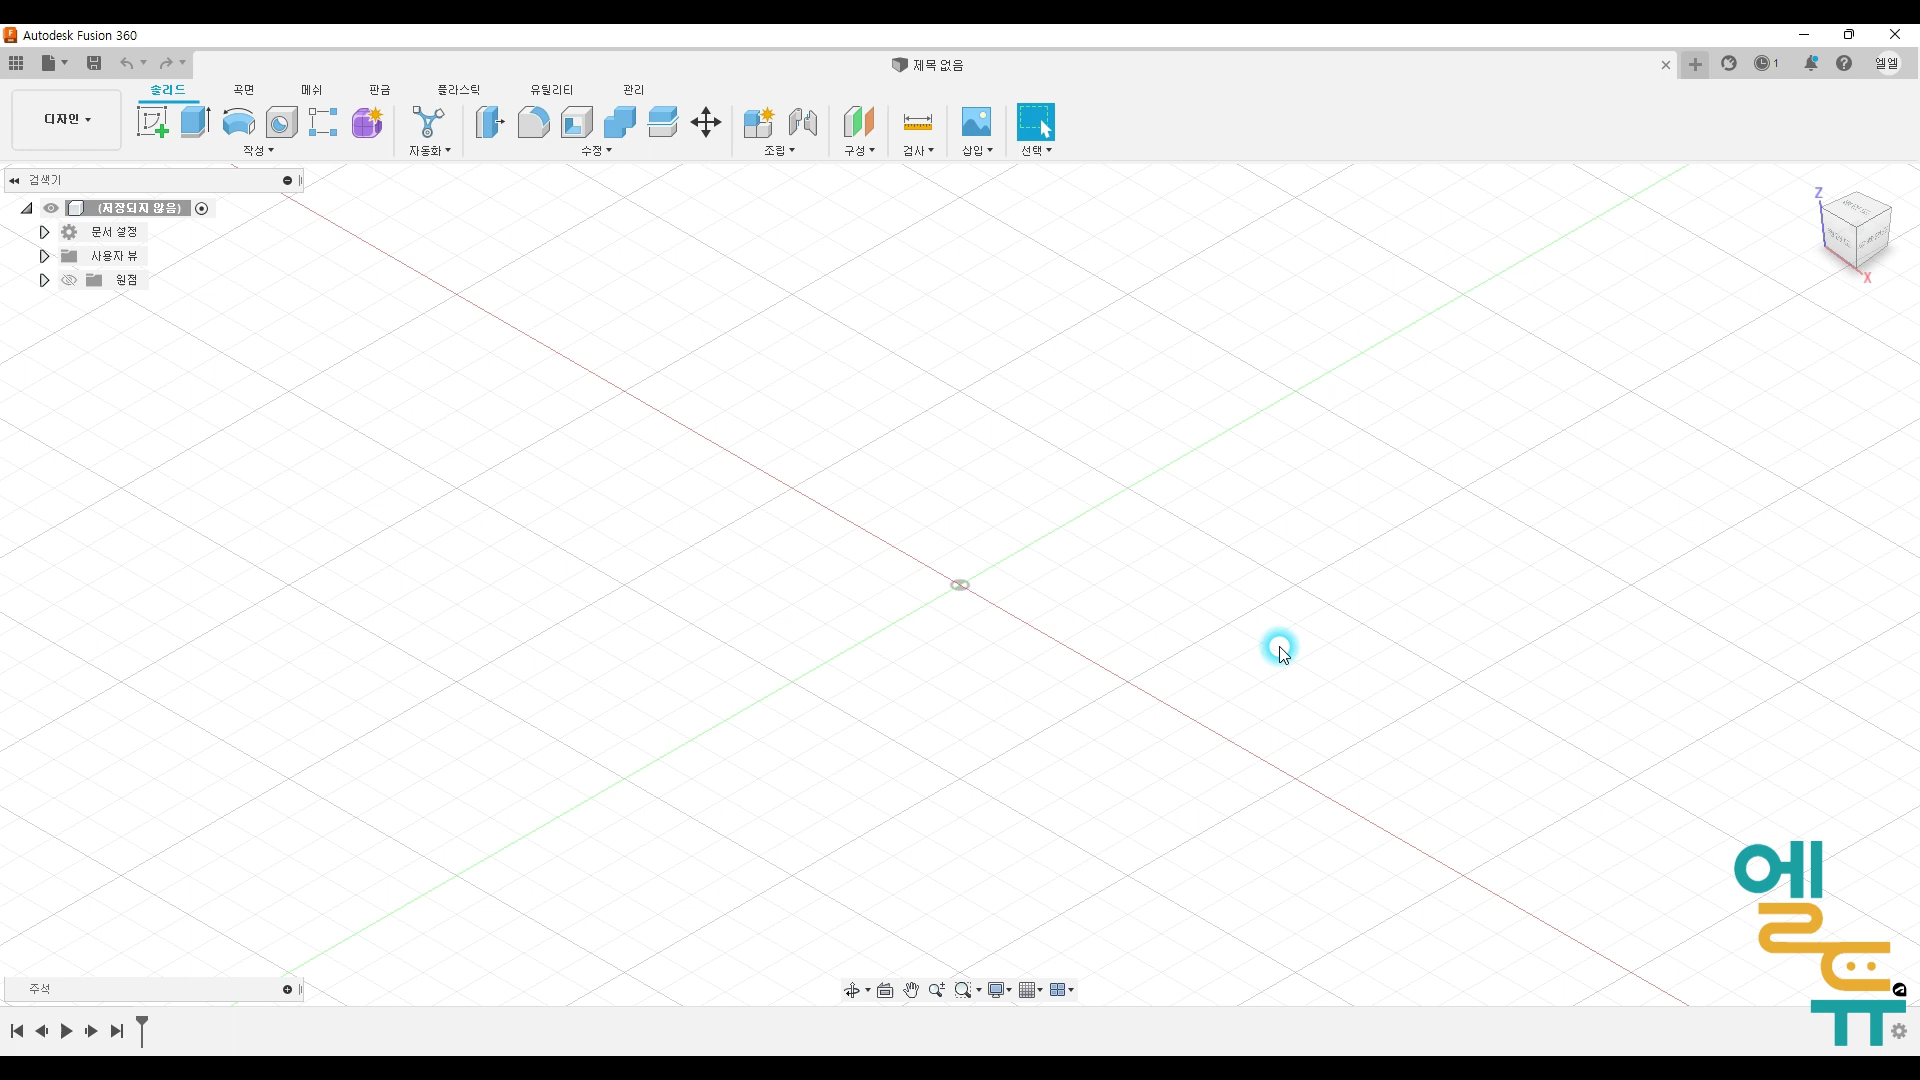 Autodesk Fusion 360
제목 없음
1
엘엘
솔리드 곡면 메쉬 판금 플라스틱 유틸리티 관리
디자인
작성 자동화 수정 조립 구성 검사 삽입 선택
검색기
(저장되지 않음)
문서 설정
사용자 뷰
원점
Z
X
주석
에
듀